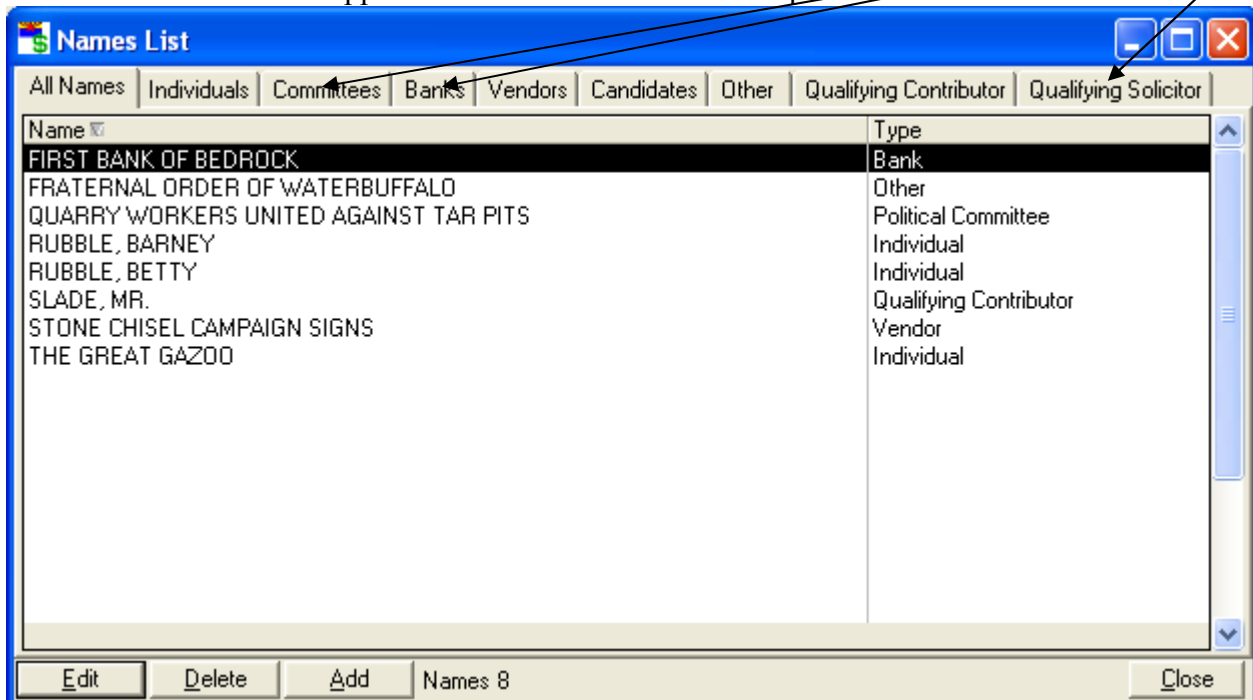 Names List
All Names Individuals Committees Banks Vendors Candidates Other Qualifying Contributor Qualifying Solicitor
Name Type
FIRST BANK OF BEDROCK Bank
FRATERNAL ORDER OF WATERBUFFALO Other
QUARRY WORKERS UNITED AGAINST TAR PITS Political Committee
RUBBLE, BARNEY Individual
RUBBLE, BETTY Individual
SLADE, MR. Qualifying Contributor
STONE CHISEL CAMPAIGN SIGNS Vendor
THE GREAT GAZOO Individual
Edit Delete Add Names 8 Close